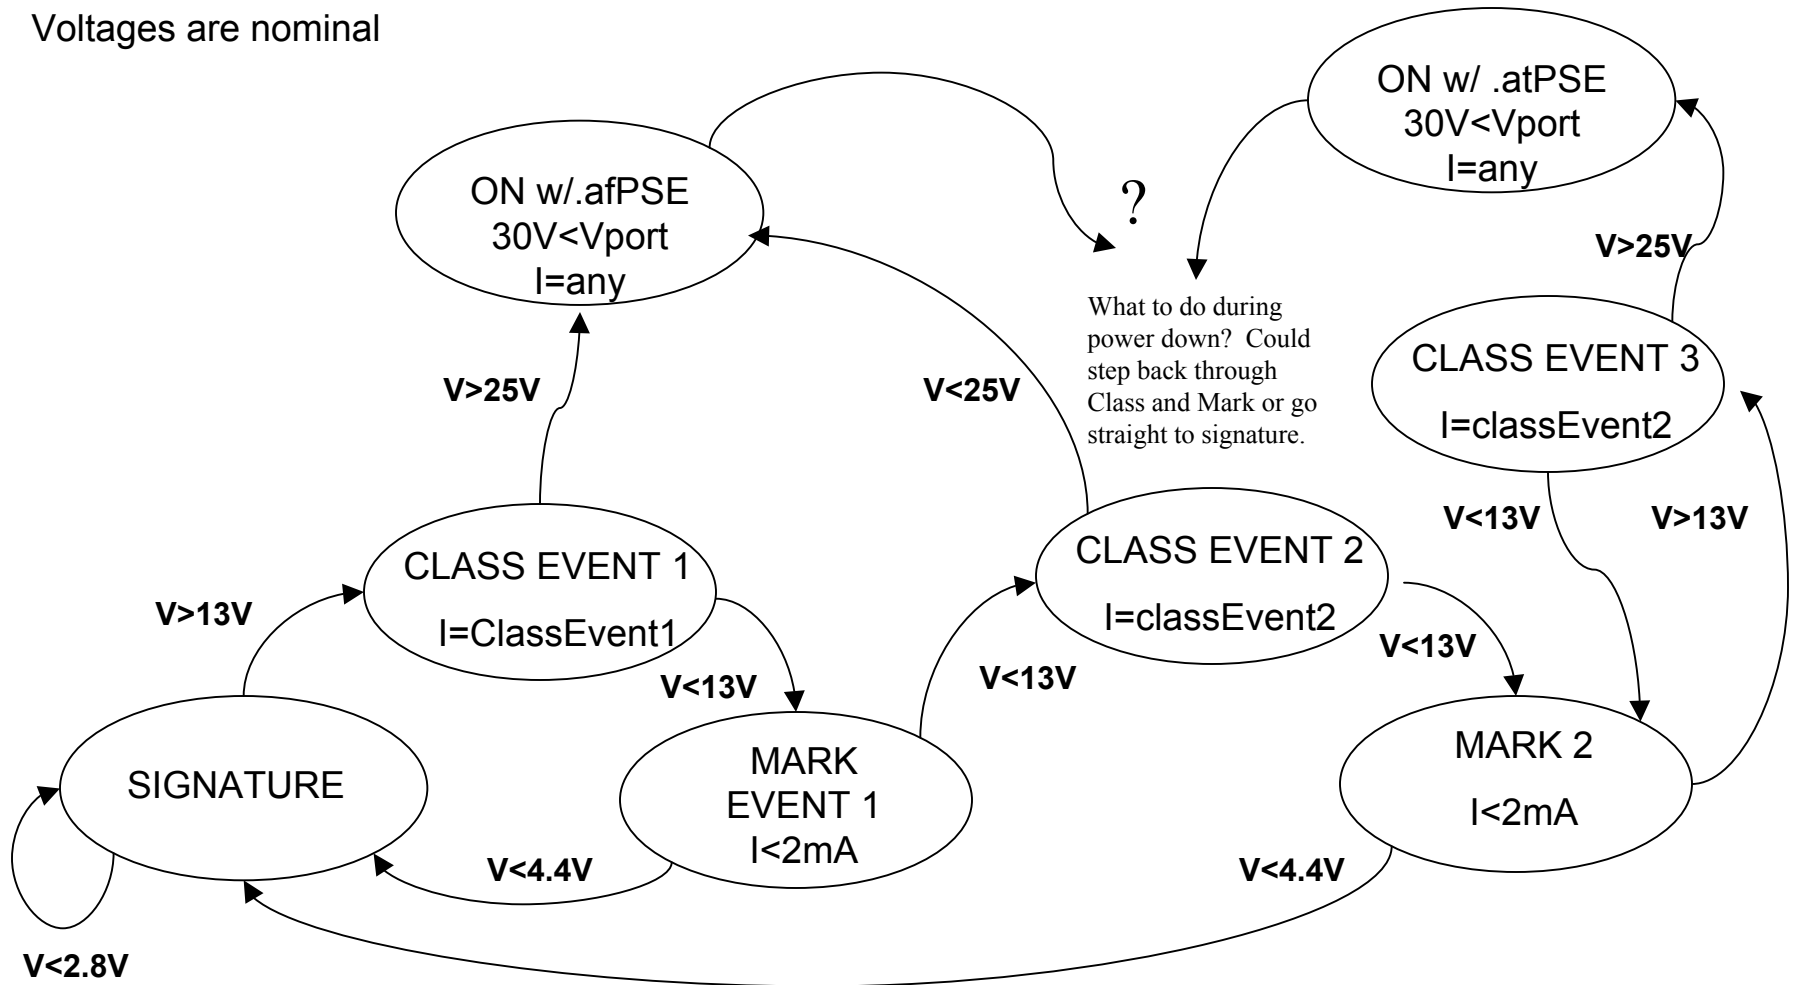 Voltages are nominal
ON w/ .atPSE
30V<Vport
I=any
ON w/.afPSE
30V<Vport
I=any
?
V>25V
What to do during
power down? Could
step back through
Class and Mark or go
straight to signature.
CLASS EVENT 3
I=classEvent2
V>25V
V<25V
V<13V
V>13V
CLASS EVENT 1
I=ClassEvent1
CLASS EVENT 2
I=classEvent2
V>13V
V<13V
V<13V
V<13V
SIGNATURE
MARK
EVENT 1
I<2mA
MARK 2
I<2mA
V<4.4V
V<4.4V
V<2.8V